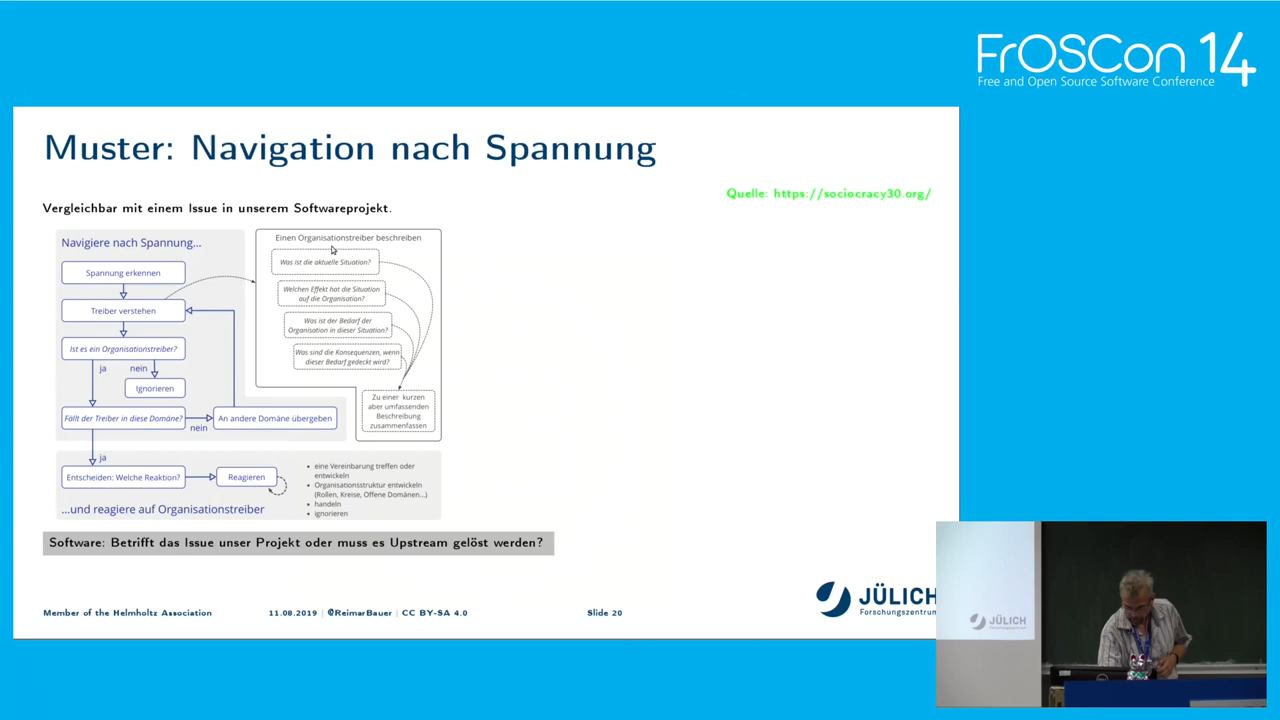 FrOSCon 14
Free and Open Source Software Conference
Muster: Navigation nach Spannung
Quelle: https://sociocracy30.org/
Vergleichbar mit einem Issue in unserem Softwareprojekt.
Navigiere nach Spannung...
Spannung erkennen
Treiber verstehen
Ist es ein Organisationstreiber?
ja
nein
Ignorieren
Fällt der Treiber in diese Domäne?
nein
An andere Domäne übergeben
ja
Einen Organisationstreiber beschreiben
Was ist die aktuelle Situation?
Welchen Effekt hat die Situation
auf die Organisation?
Was ist der Bedarf der
Organisation in dieser Situation?
Was sind die Konsequenzen, wenn
dieser Bedarf gedeckt wird?
Zu einer kurzen
aber umfassenden
Beschreibung
zusammenfassen
Entscheiden: Welche Reaktion?
Reagieren
• eine Vereinbarung treffen oder
entwickeln
• Organisationsstruktur entwickeln
(Rollen, Kreise, Offene Domänen...)
• handeln
• ignorieren
...und reagiere auf Organisationstreiber
Software: Betrifft das Issue unser Projekt oder muss es Upstream gelöst werden?
Member of the Helmholtz Association
11.08.2019 | @ReimarBauer | CC BY-SA 4.0
Slide 20
JÜLICH
Forschungszentrum
JÜLICH